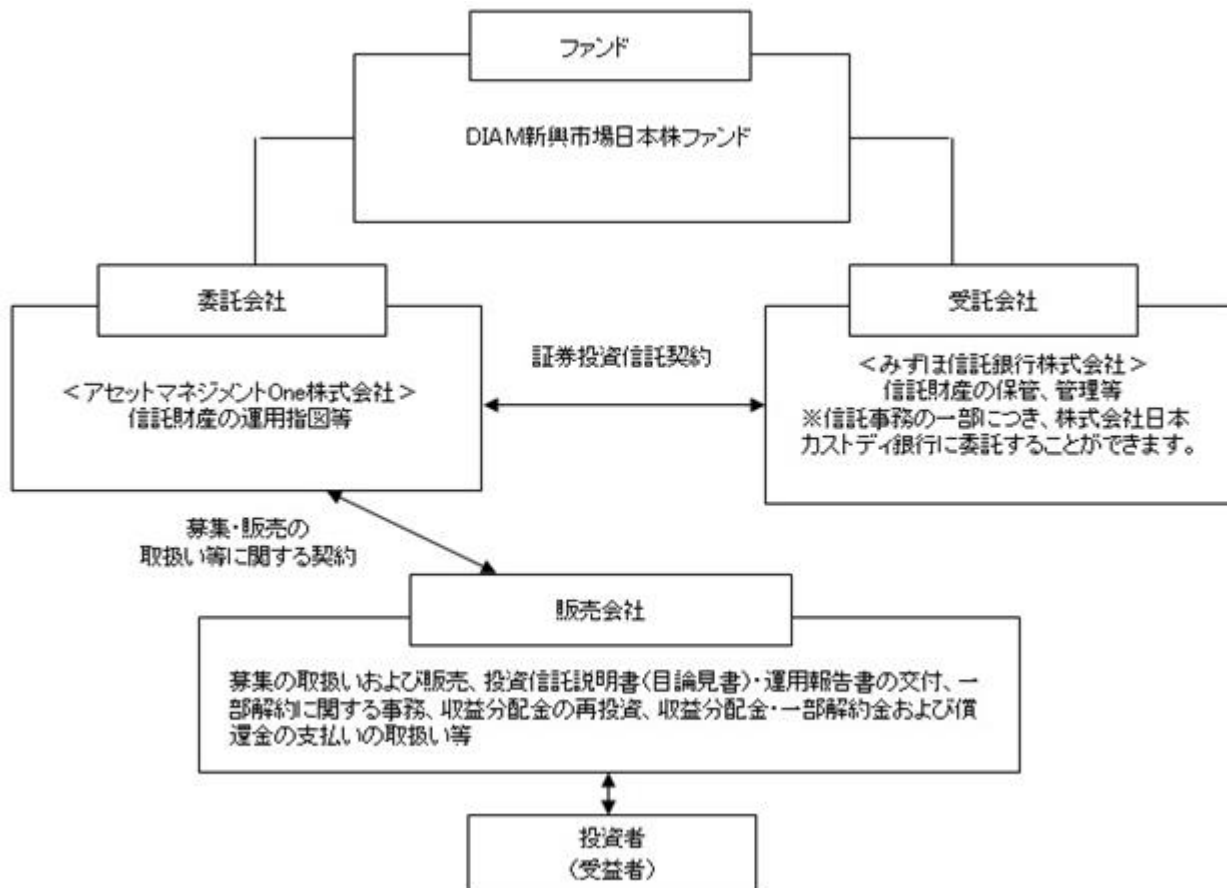 ファンド
DIAM新興市場日本株ファンド
委託会社
<アセットマネジメントOne株式会社>
信託財産の運用指図等
証券投資信託契約
受託会社
<みずほ信託銀行株式会社>
信託財産の保管、管理等
※信託事務の一部につき、株式会社日本
カストディ銀行に委託することができます。
募集・販売の
取扱い等に関する契約
販売会社
募集の取扱いおよび販売、投資信託説明書(目論見書)・運用報告書の交付、一
部解約に関する事務、収益分配金の再投資、収益分配金・一部解約金および償
還金の支払いの取扱い等
投資者
(受益者)